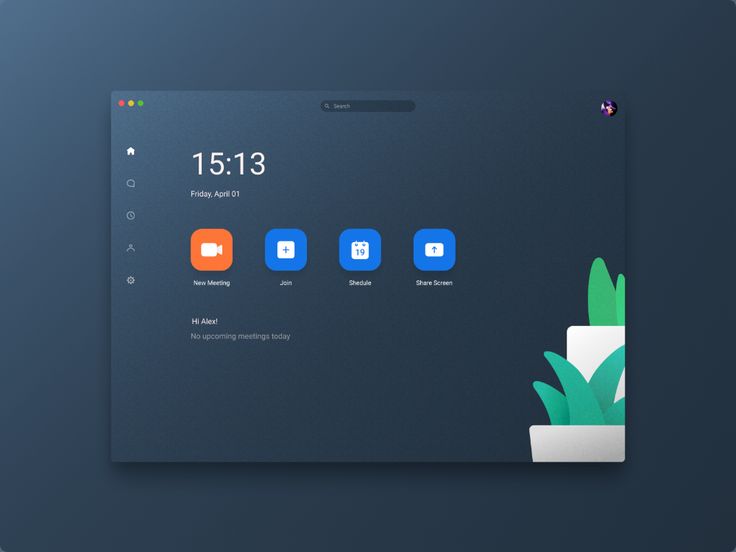 Search
15:13
Friday, April 01
19
New Meeting
Join
Shedule
Share Screen
Hi Alex!
No upcoming meetings today